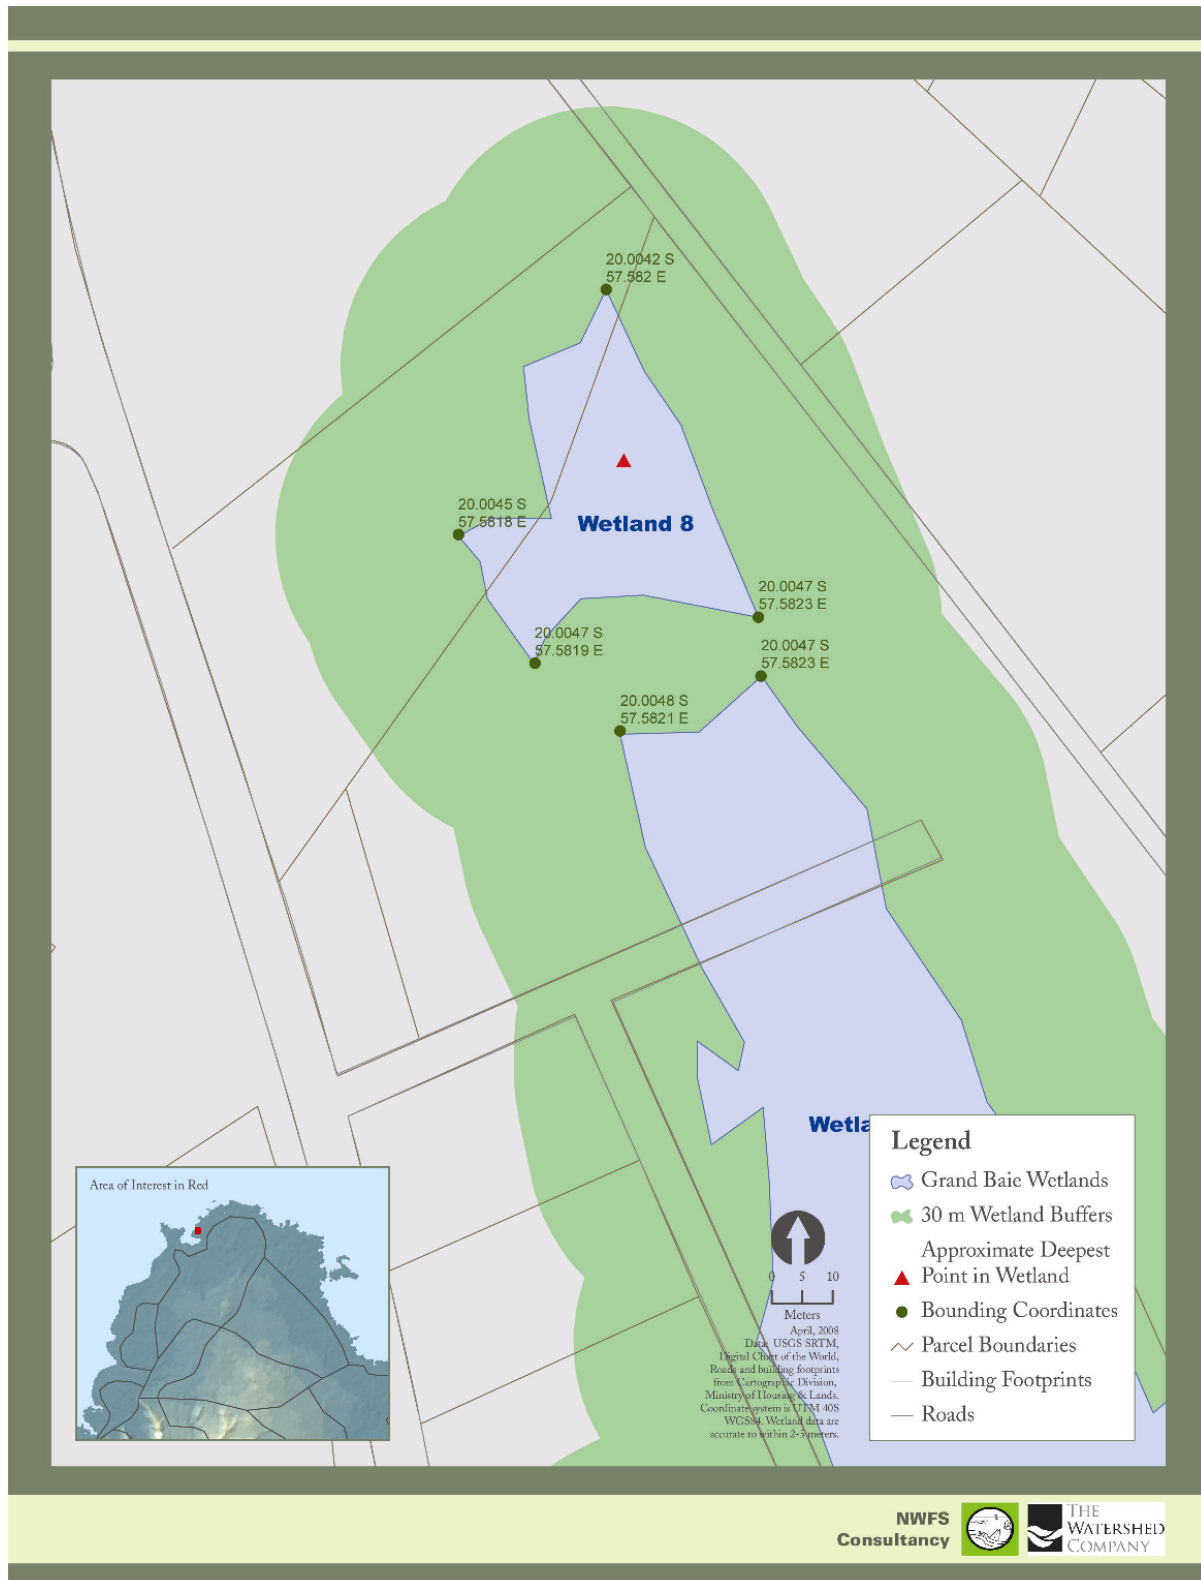 20.0042 S
57.582 E
20.0045 S
57.5818 E
Wetland 8
20.0047 S
57.5823 E
20.0047 S
57.5819 E
20.0047 S
57.5823 E
20.0048 S
57.5821 E
Wetla
Legend
Grand Baie Wetlands
30 m Wetland Buffers
Approximate Deepest
Point in Wetland
Bounding Coordinates
Parcel Boundaries
Building Footprints
Roads
Area of Interest in Red
0 5 10
Meters
April, 2008
Data: USGS SRTM,
Digital Chart of the World,
Roads and building footprints
from Cartographic Division,
Ministry of Housing & Lands.
Coordinate system is UTM 40S
WGS84. Wetland data are
accurate to within 2-5 meters.
NWFS
Consultancy
THE
WATERSHED
COMPANY